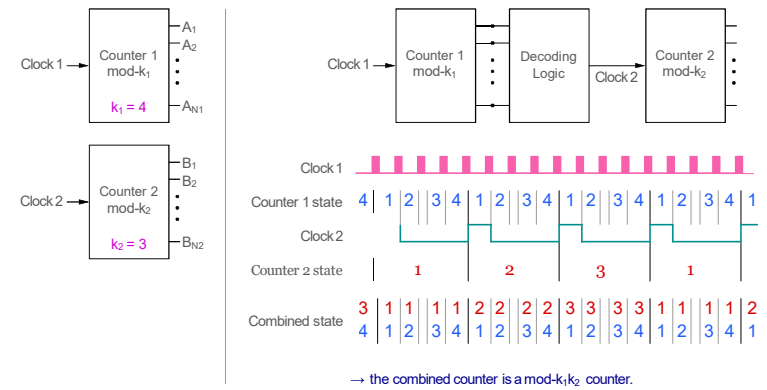 Clock 1
Counter 1
mod-k₁
k₁ = 4
A₁
A₂
A_N1
Clock 2
Counter 2
mod-k₂
k₂ = 3
B₁
B₂
B_N2
Clock 1
Counter 1
mod-k₁
Decoding
Logic
Clock 2
Counter 2
mod-k₂
Clock 1
Counter 1 state 4 1 2 3 4 1 2 3 4 1 2 3 4 1 2 3 4 1
Clock 2
Counter 2 state 1 2 3 1
3 1 1 1 1 2 2 2 2 3 3 3 3 1 1 1 1 2
Combined state
4 1 2 3 4 1 2 3 4 1 2 3 4 1 2 3 4 1
→ the combined counter is a mod-k₁k₂ counter.